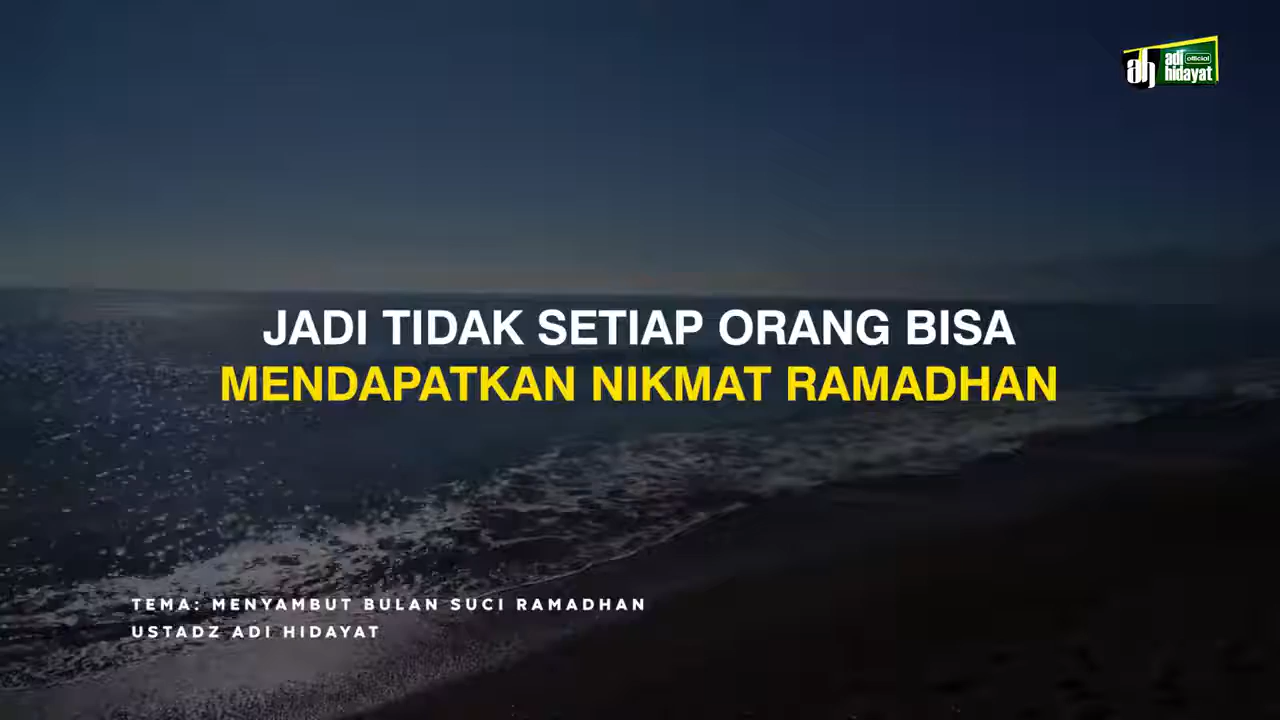 ah adi official hidayat
JADI TIDAK SETIAP ORANG BISA
MENDAPATKAN NIKMAT RAMADHAN
TEMA: MENYAMBUT BULAN SUCI RAMADHAN
USTADZ ADI HIDAYAT